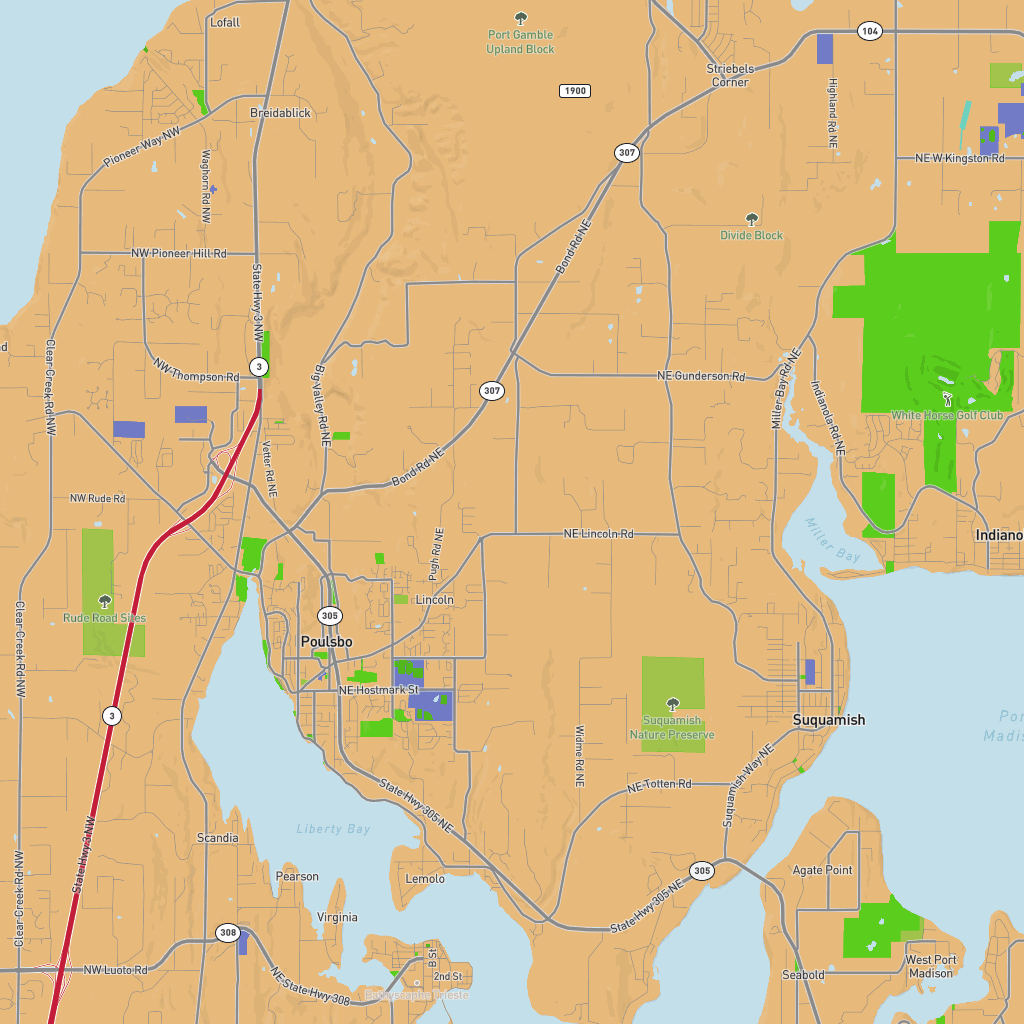 Lofall
Port Gamble
Upland Block
104
Striebels
Corner
1900
Highland Rd NE
Breidablick
Pioneer Way NW
307
NE W Kingston Rd
Waghorn Rd NW
Divide Block
Bond Rd NE
NW Pioneer Hill Rd
State Hwy 3 NW
Clear Creek Rd NW
3
NW Thompson Rd
Big Valley Rd NE
307
NE Gunderson Rd
Miller Bay Rd NE
Indianola Rd NE
White Horse Golf Club
Vetter Rd NE
Bond Rd NE
NW Rude Rd
Miller Bay
NE Lincoln Rd
Indiano
Pugh Rd NE
Rude Road Sites
Lincoln
305
Poulsbo
Clear Creek Rd NW
NE Hostmark St
3
Suquamish
Nature Preserve
Suquamish
Por
Madis
Widme Rd NE
NE Totten Rd
Suquamish Way NE
State Hwy 305 NE
Liberty Bay
Scandia
State Hwy 3 NW
Clear Creek Rd NW
Pearson
Lemolo
305
Agate Point
State Hwy 305 NE
Virginia
308
B St
West Port
Madison
NW Luoto Rd
2nd St
Seabold
NE State Hwy 308
Bathyscaphe Trieste